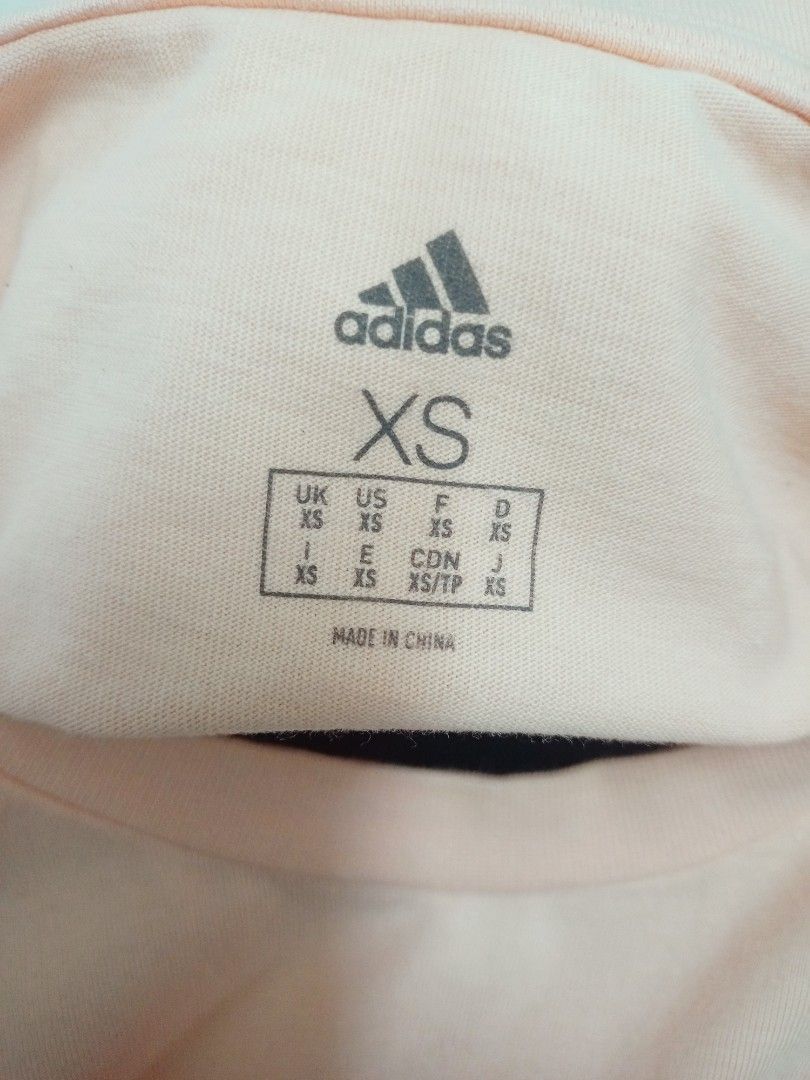 adidas
XS
UK US F D
XS XS XS XS
I E CDN J
XS XS XS/TP XS
MADE IN CHINA